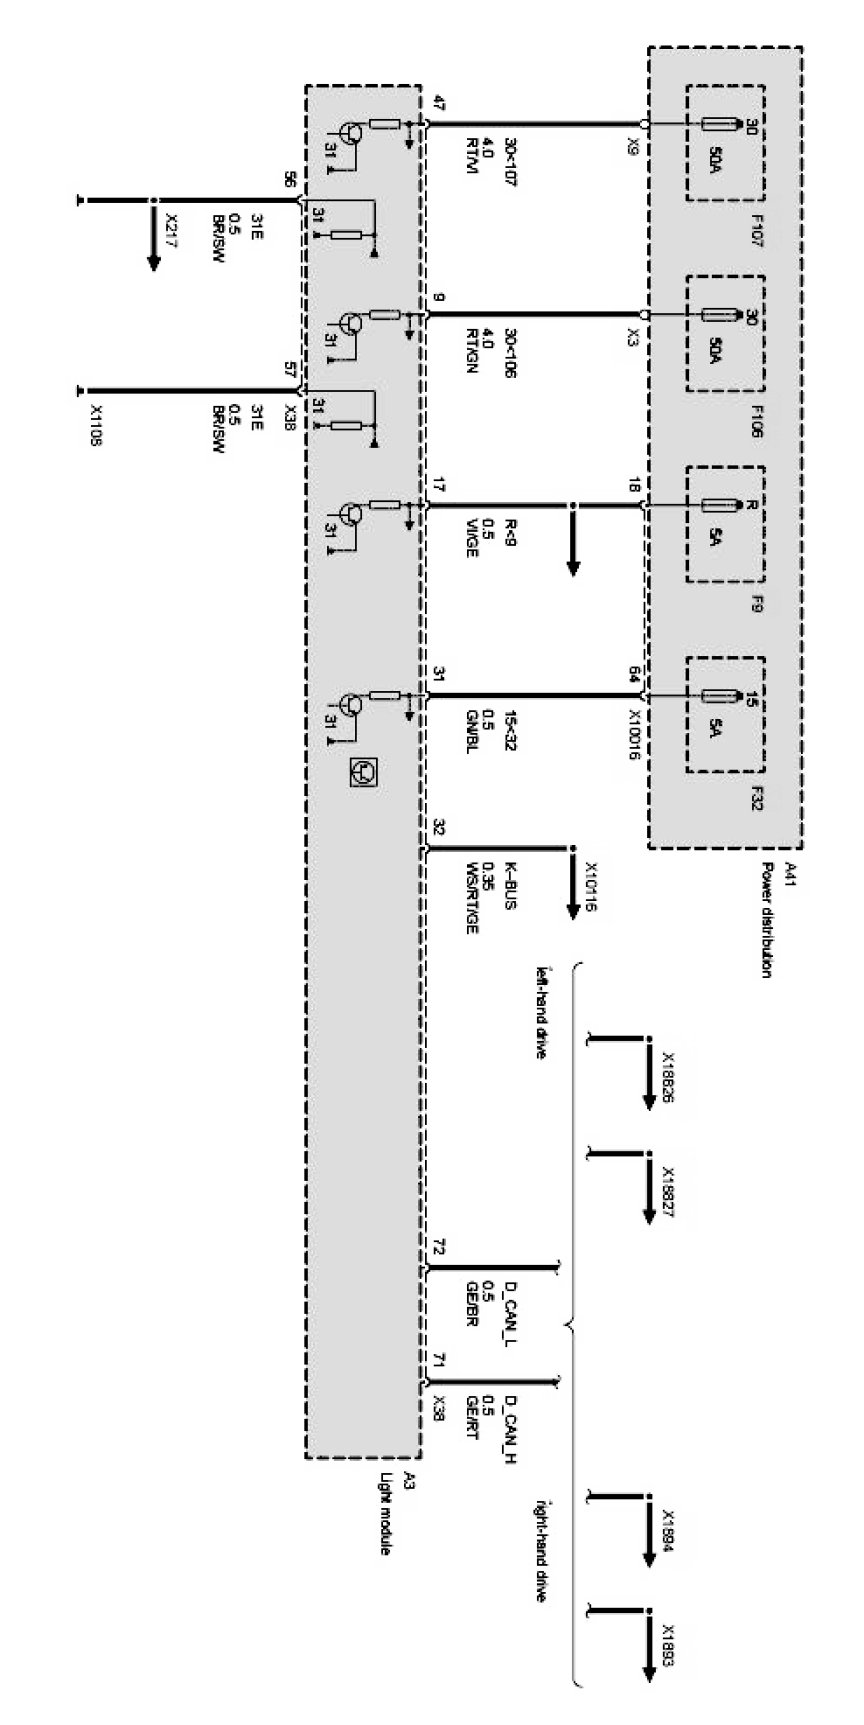 A41
Power distribution
F107
30
50A
F106
30
50A
F9
R
5A
F32
15
5A
X9
X3
18
64
X10016
30<107
4.0
RT/VI
30<106
4.0
RT/GN
R<9
0.5
VI/GE
15<32
0.5
GN/BL
X10116
K-BUS
0.35
WS/RT/GE
X18826
X18827
X1894
X1893
left-hand drive
right-hand drive
D_CAN_L
0.5
GE/BR
D_CAN_H
0.5
GE/RT
47
9
17
31
32
72
71
X38
A3
Light module
31
31
31
31
31
31
56
57
X38
31E
0.5
BR/SW
31E
0.5
BR/SW
X217
X1108